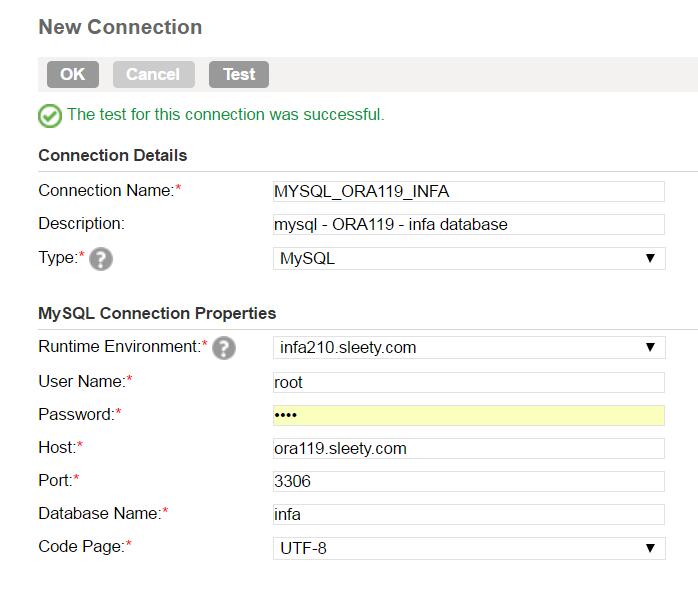 New Connection
OK Cancel Test
The test for this connection was successful.
Connection Details
Connection Name:* MYSQL_ORA119_INFA
Description: mysql - ORA119 - infa database
Type:* ? MySQL ▼
MySQL Connection Properties
Runtime Environment:* ? infa210.sleety.com ▼
User Name:* root
Password:* ••••
Host:* ora119.sleety.com
Port:* 3306
Database Name:* infa
Code Page:* UTF-8 ▼